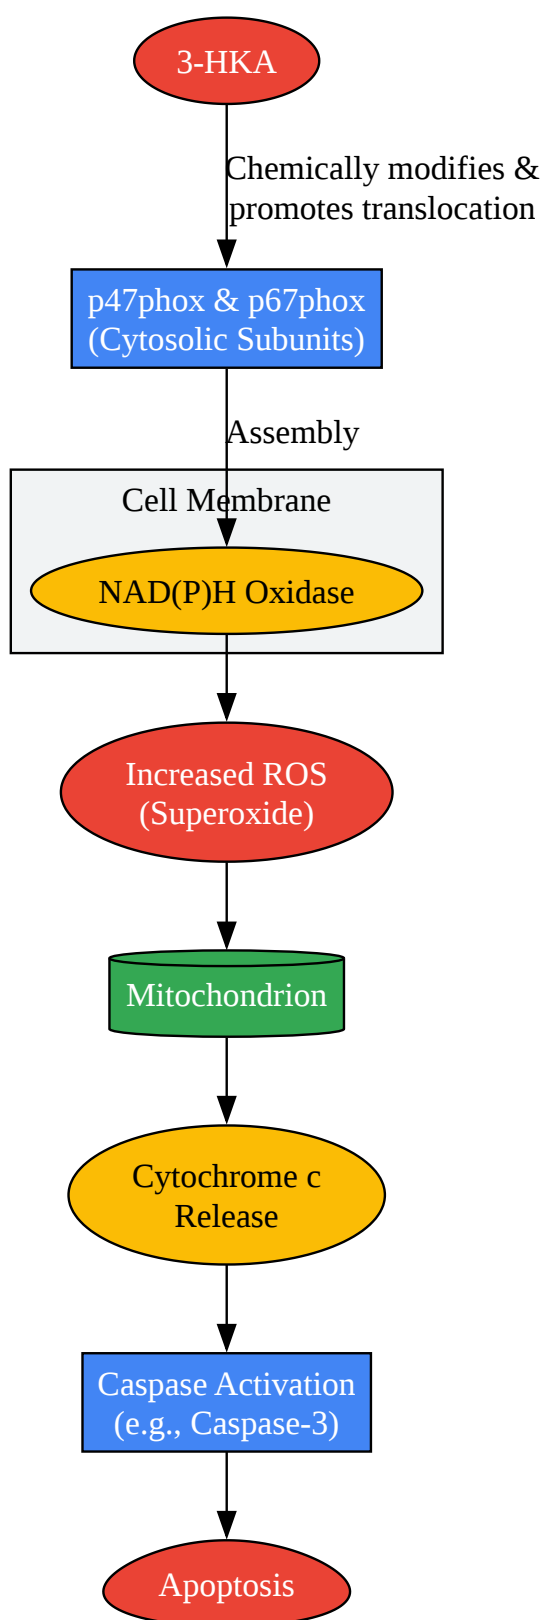 3-HKA
Chemically modifies &
promotes translocation
p47phox & p67phox
(Cytosolic Subunits)
Assembly
Cell Membrane
NAD(P)H Oxidase
Increased ROS
(Superoxide)
Mitochondrion
Cytochrome c
Release
Caspase Activation
(e.g., Caspase-3)
Apoptosis